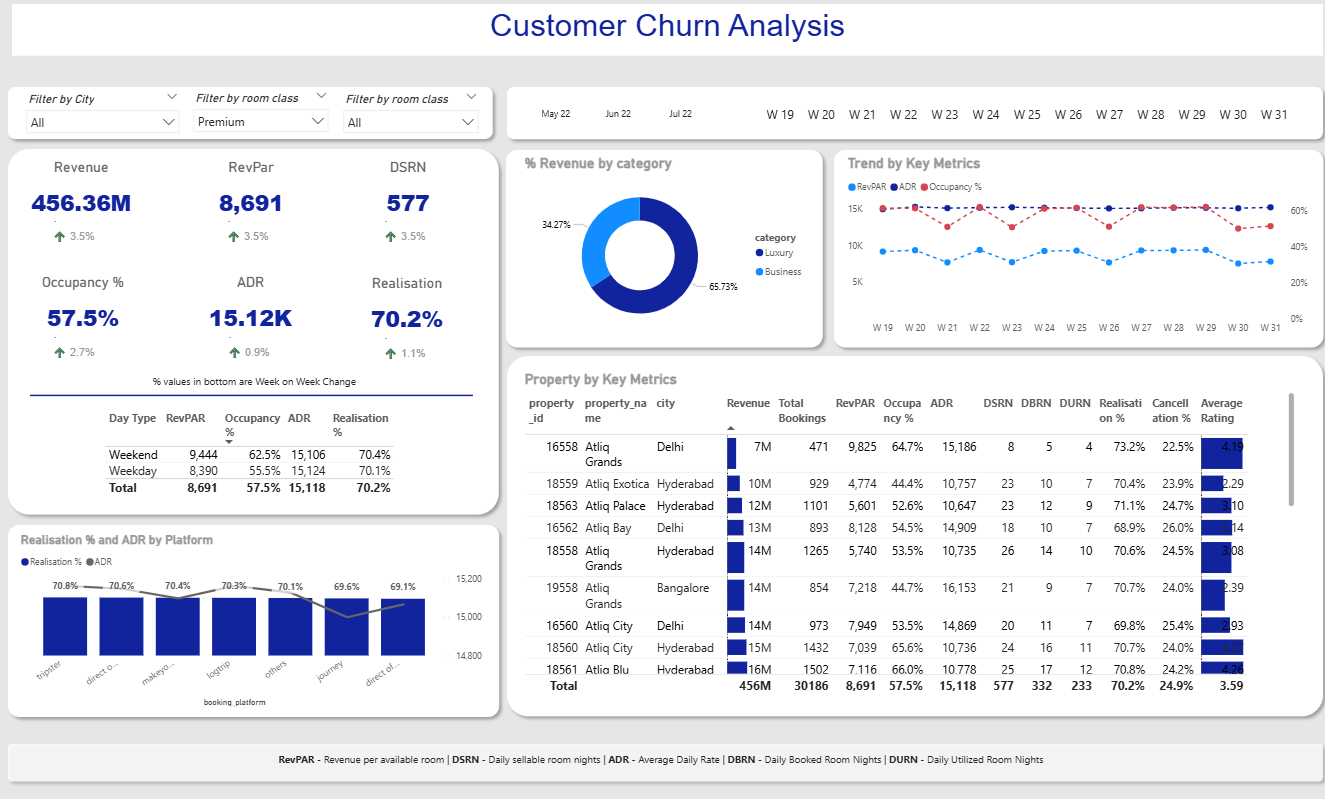 Customer Churn Analysis
Filter by City
Filter by room class
Filter by room class
All
Premium
All
May 22 Jun 22 Jul 22
W 19 W 20 W 21 W 22 W 23 W 24 W 25 W 26 W 27 W 28 W 29 W 30 W 31
Revenue RevPar DSRN
456.36M 8,691 577
3.5% 3.5% 3.5%
Occupancy % ADR Realisation
57.5% 15.12K 70.2%
2.7% 0.9% 1.1%
% values in bottom are Week on Week Change
Day Type RevPAR Occupancy ADR Realisation
% %
Weekend 9,444 62.5% 15,106 70.4%
Weekday 8,390 55.5% 15,124 70.1%
Total 8,691 57.5% 15,118 70.2%
Realisation % and ADR by Platform
Realisation % ADR
70.8% 70.6% 70.4% 70.3% 70.1% 69.6% 69.1%
15,200
15,000
14,800
tripster direct o... makeyo... logtrip others journey direct of...
booking_platform
% Revenue by category
34.27%
65.73%
category
Luxury
Business
Trend by Key Metrics
RevPAR ADR Occupancy %
15K
10K
5K
60%
40%
20%
0%
W 19 W 20 W 21 W 22 W 23 W 24 W 25 W 26 W 27 W 28 W 29 W 30 W 31
Property by Key Metrics
property property_na city Revenue Total RevPAR Occupa ADR DSRN DBRN DURN Realisati Cancell Average
_id me Bookings ncy % on % ation % Rating
16558 Atliq Delhi 7M 471 9,825 64.7% 15,186 8 5 4 73.2% 22.5% 4.19
Grands
18559 Atliq Exotica Hyderabad 10M 929 4,774 44.4% 10,757 23 10 7 70.4% 23.9% 2.29
18563 Atliq Palace Hyderabad 12M 1101 5,601 52.6% 10,647 23 12 9 71.1% 24.7% 3.10
16562 Atliq Bay Delhi 13M 893 8,128 54.5% 14,909 18 10 7 68.9% 26.0% 3.14
18558 Atliq Hyderabad 14M 1265 5,740 53.5% 10,735 26 14 10 70.6% 24.5% 3.08
Grands
19558 Atliq Bangalore 14M 854 7,218 44.7% 16,153 21 9 7 70.7% 24.0% 2.39
Grands
16560 Atliq City Delhi 14M 973 7,949 53.5% 14,869 20 11 7 69.8% 25.4% 2.93
18560 Atliq City Hyderabad 15M 1432 7,039 65.6% 10,736 24 16 11 70.7% 24.0%
18561 Atliq Blu Hyderabad 16M 1502 7,116 66.0% 10,778 25 17 12 70.8% 24.2% 4.26
Total 456M 30186 8,691 57.5% 15,118 577 332 233 70.2% 24.9% 3.59
RevPAR - Revenue per available room | DSRN - Daily sellable room nights | ADR - Average Daily Rate | DBRN - Daily Booked Room Nights | DURN - Daily Utilized Room Nights